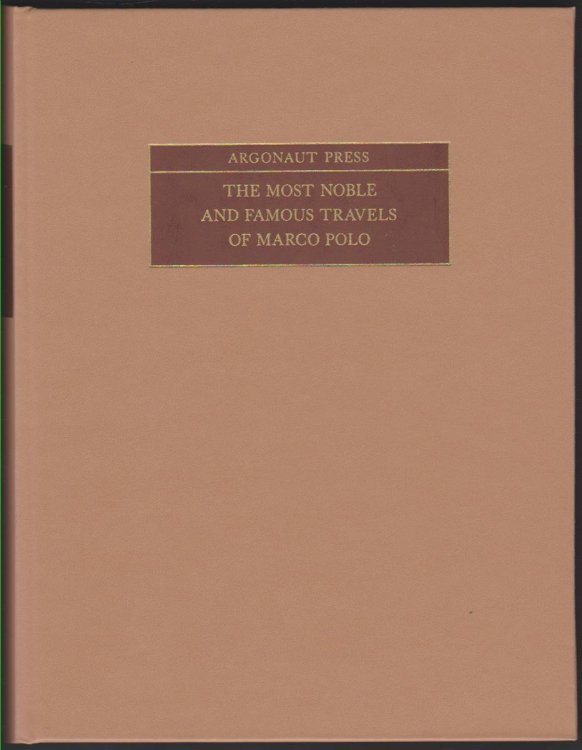 ARGONAUT PRESS
THE MOST NOBLE
AND FAMOUS TRAVELS
OF MARCO POLO